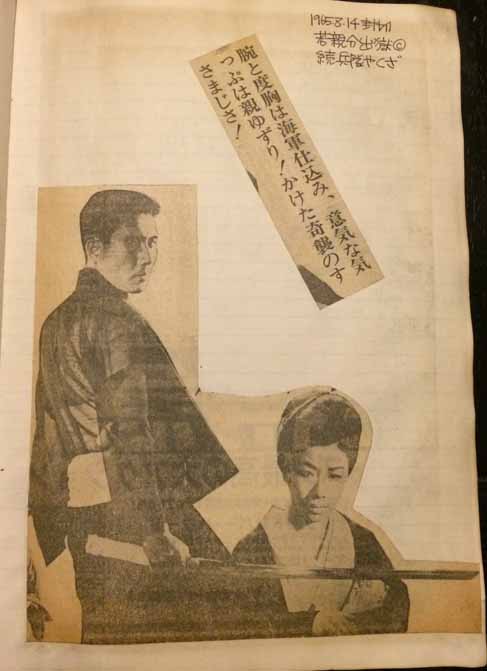 1965.8.14封切
若親分出獄©
続兵隊やくざ
腕と度胸は海軍仕込み、意気な気
っぷは親ゆずり!かけた奇襲のす
さまじさ!